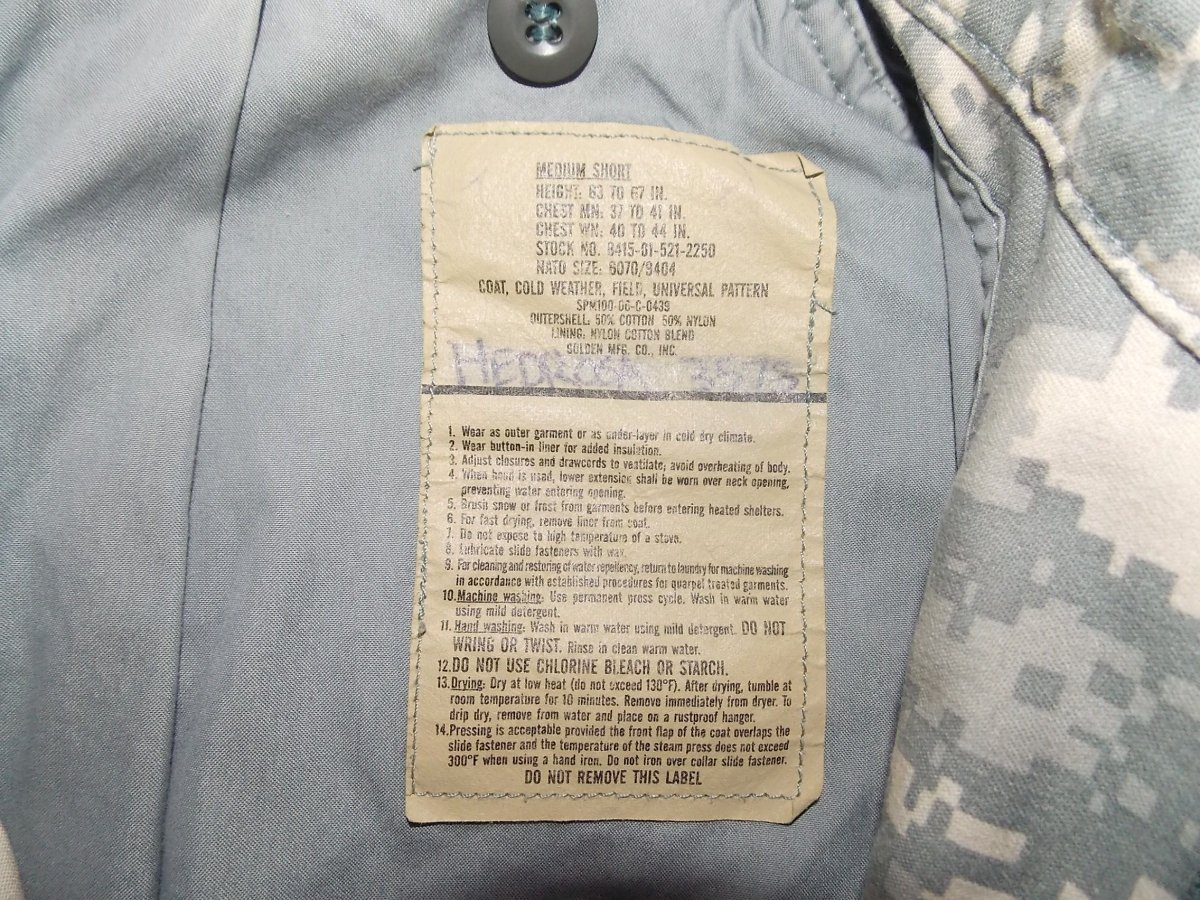 MEDIUM SHORT
HEIGHT: 63 TO 67 IN.
CHEST MN: 37 TO 41 IN.
CHEST WN: 40 TO 44 IN.
STOCK NO. 8415-01-521-2250
NATO SIZE: 6070/9404
COAT, COLD WEATHER, FIELD, UNIVERSAL PATTERN
SPM100-06-C-0439
OUTERSHELL: 50% COTTON 50% NYLON
LINING: NYLON COTTON BLEND
GOLDEN MFG. CO., INC.
1. Wear as outer garment or as under-layer in cold dry climate.
2. Wear button-in liner for added insulation.
3. Adjust closures and drawcords to ventilate; avoid overheating of body.
4. When hood is used, lower extension shall be worn over neck opening,
preventing water entering opening.
5. Brush snow or frost from garments before entering heated shelters.
6. For fast drying, remove liner from coat.
7. Do not expose to high temperature of a stove.
8. Lubricate slide fasteners with wax.
9. For cleaning and restoring of water repellency, return to laundry for machine washing
in accordance with established procedures for quarpel treated garments.
10. Machine washing: Use permanent press cycle. Wash in warm water
using mild detergent.
11. Hand washing: Wash in warm water using mild detergent. DO NOT
WRING OR TWIST. Rinse in clean warm water.
12. DO NOT USE CHLORINE BLEACH OR STARCH.
13. Drying: Dry at low heat (do not exceed 130°F). After drying, tumble at
room temperature for 10 minutes. Remove immediately from dryer. To
drip dry, remove from water and place on a rustproof hanger.
14. Pressing is acceptable provided the front flap of the coat overlaps the
slide fastener and the temperature of the steam press does not exceed
300°F when using a hand iron. Do not iron over collar slide fastener.
DO NOT REMOVE THIS LABEL